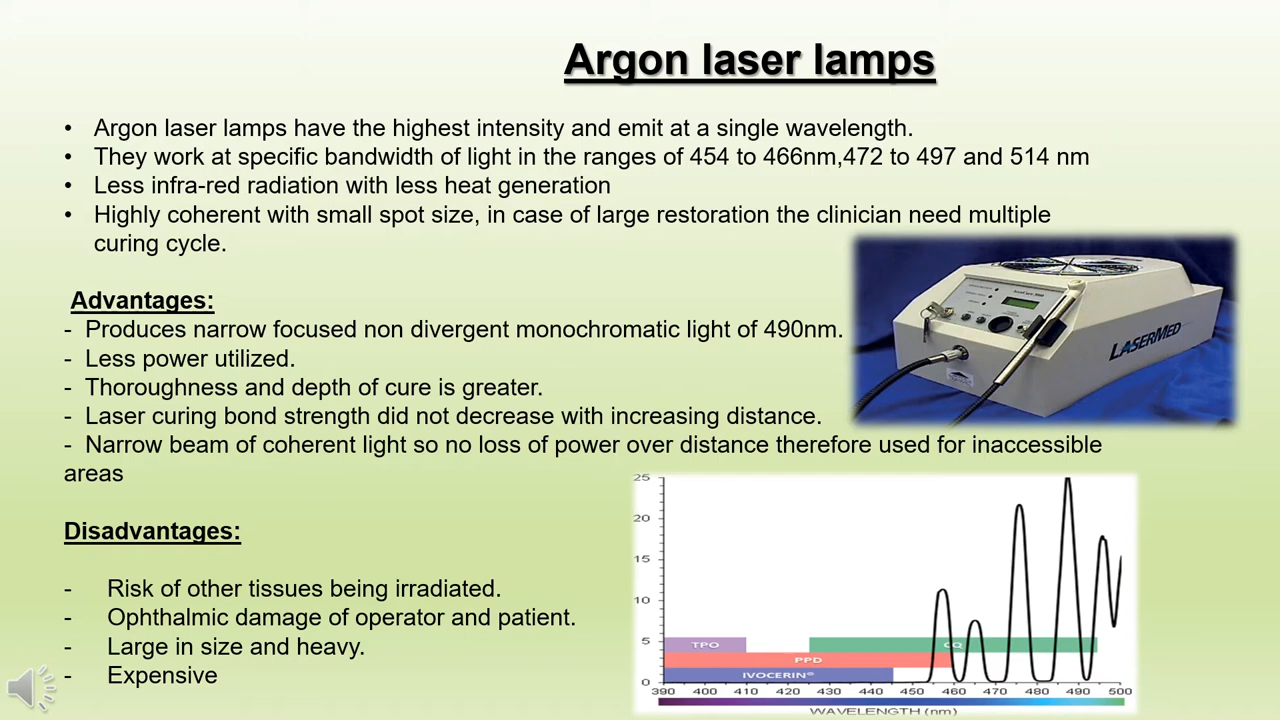 Argon laser lamps
• Argon laser lamps have the highest intensity and emit at a single wavelength.
• They work at specific bandwidth of light in the ranges of 454 to 466nm,472 to 497 and 514 nm
• Less infra-red radiation with less heat generation
• Highly coherent with small spot size, in case of large restoration the clinician need multiple
curing cycle.
Advantages:
- Produces narrow focused non divergent monochromatic light of 490nm.
- Less power utilized.
- Thoroughness and depth of cure is greater.
- Laser curing bond strength did not decrease with increasing distance.
- Narrow beam of coherent light so no loss of power over distance therefore used for inaccessible
areas
LASERMED
Disadvantages:
- Risk of other tissues being irradiated.
- Ophthalmic damage of operator and patient.
- Large in size and heavy.
- Expensive
25
20
15
10
5
0
TPO
CQ
PPD
IVOCERIN®
390 400 410 420 430 440 450 460 470 480 490 500
WAVELENGTH (nm)